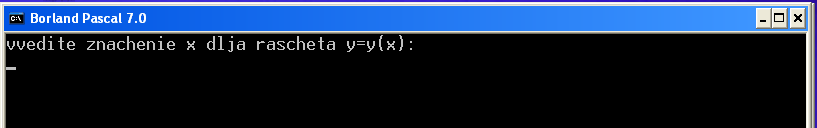 Borland Pascal 7.0
vvedite znachenie x dlja rascheta y=y(x):